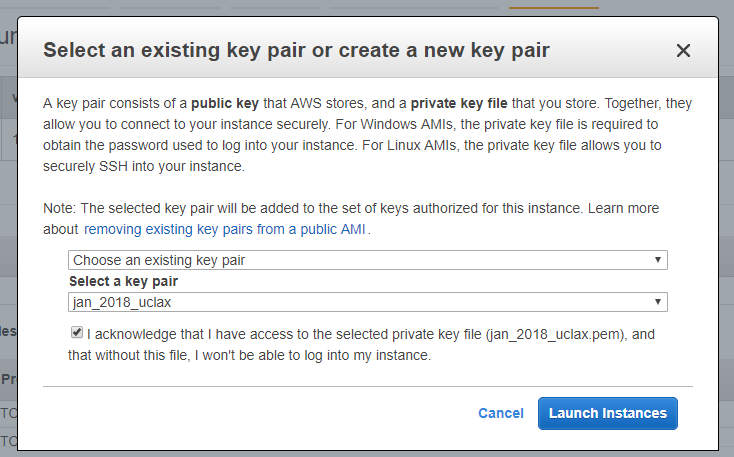 Select an existing key pair or create a new key pair
A key pair consists of a public key that AWS stores, and a private key file that you store. Together, they
allow you to connect to your instance securely. For Windows AMIs, the private key file is required to
obtain the password used to log into your instance. For Linux AMIs, the private key file allows you to
securely SSH into your instance.
Note: The selected key pair will be added to the set of keys authorized for this instance. Learn more
about removing existing key pairs from a public AMI.
Choose an existing key pair
Select a key pair
jan_2018_uclax
I acknowledge that I have access to the selected private key file (jan_2018_uclax.pem), and
that without this file, I won't be able to log into my instance.
Cancel Launch Instances